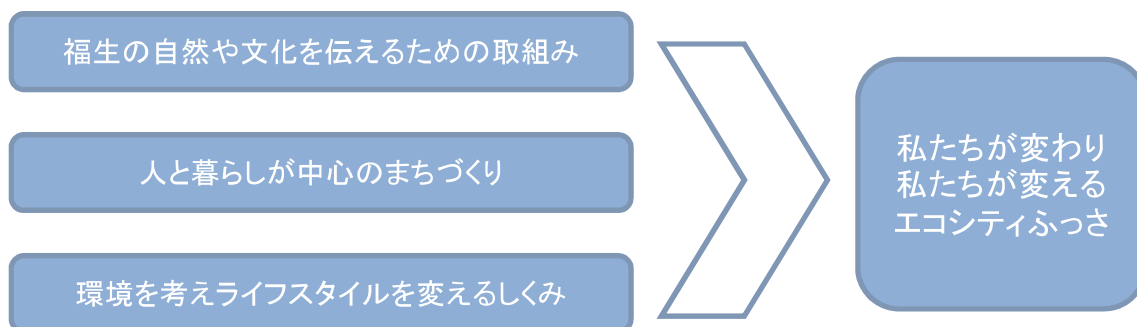 福生の自然や文化を伝えるための取組み
人と暮らしが中心のまちづくり
環境を考えライフスタイルを変えるしくみ
私たちが変わり
私たちが変える
エコシティふっさ